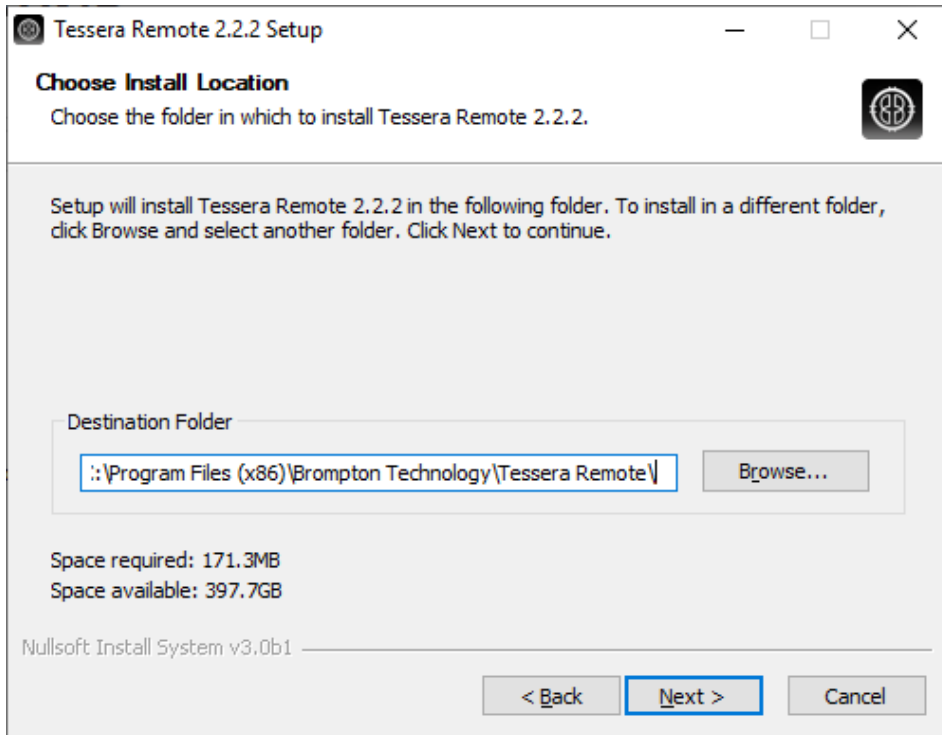 Tessera Remote 2.2.2 Setup
Choose Install Location
Choose the folder in which to install Tessera Remote 2.2.2.
Setup will install Tessera Remote 2.2.2 in the following folder. To install in a different folder,
click Browse and select another folder. Click Next to continue.
Destination Folder
:\Program Files (x86)\Brompton Technology\Tessera Remote\
Browse...
Space required: 171.3MB
Space available: 397.7GB
Nullsoft Install System v3.0b1
< Back
Next >
Cancel